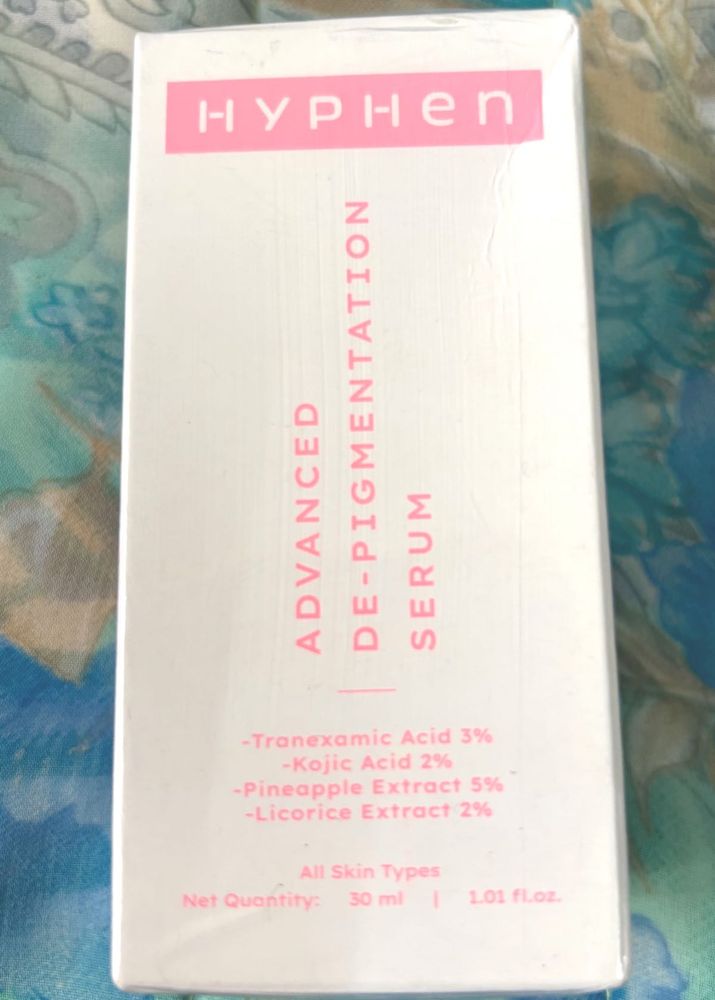 HYPHen
ADVANCED
DE-PIGMENTATION
SERUM
-Tranexamic Acid 3%
-Kojic Acid 2%
-Pineapple Extract 5%
-Licorice Extract 2%
All Skin Types
Net Quantity: 30 ml | 1.01 fl.oz.